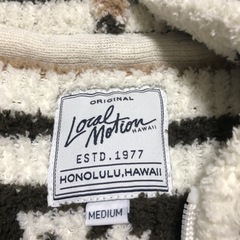 ORIGINAL
Local
Motion
HAWAII
ESTD.1977
HONOLULU, HAWAII
MEDIUM